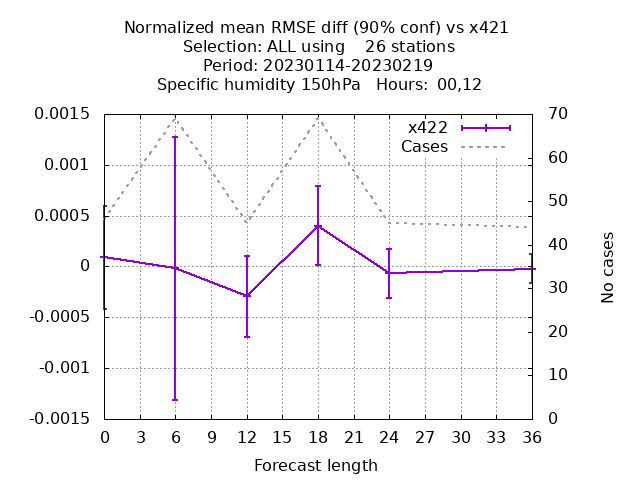 Normalized mean RMSE diff (90% conf) vs x421
Selection: ALL using    26 stations
Period: 20230114-20230219
Specific humidity 150hPa   Hours: 00,12
x422
Cases
0.0015
0.001
0.0005
0
-0.0005
-0.001
-0.0015
70
60
50
40
30
20
10
0
No cases
0 3 6 9 12 15 18 21 24 27 30 33 36
Forecast length